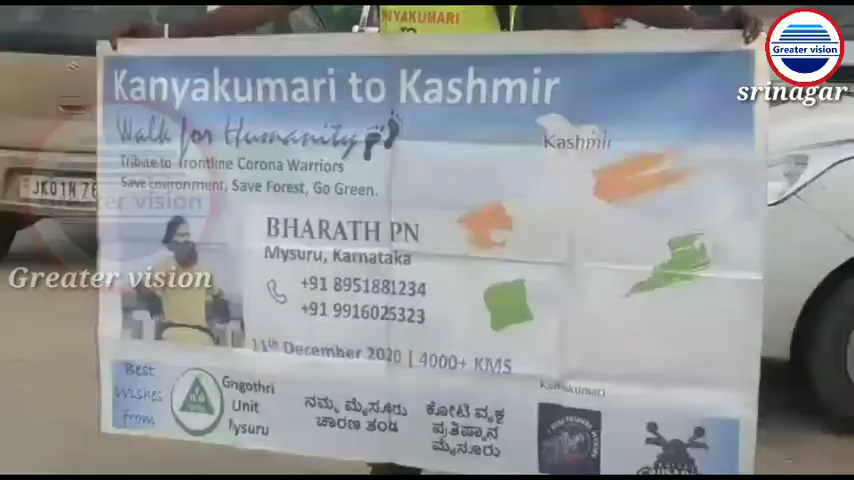 NYAKUMARI
Greater vision
srinagar
Kanyakumari to Kashmir
Walk for Humanity
Kashmir
Tribute to frontline Corona Warriors
Save Environment, Save Forest, Go Green.
JK01N
Greater vision
BHARATH PN
Mysuru, Karnataka
+91 8951881234
+91 9916025323
11th December 2020 | 4000+ KMS
Kanyakumari
Best
Wishes
from
Gngothri
Unit
Mysuru
ನಮ್ಮ ಮೈಸೂರು
ಚಾರಣ ತಂಡ
ಕೋಟಿ ವೃಕ್ಷ
ಪ್ರತಿಷ್ಠಾನ
ಮೈಸೂರು